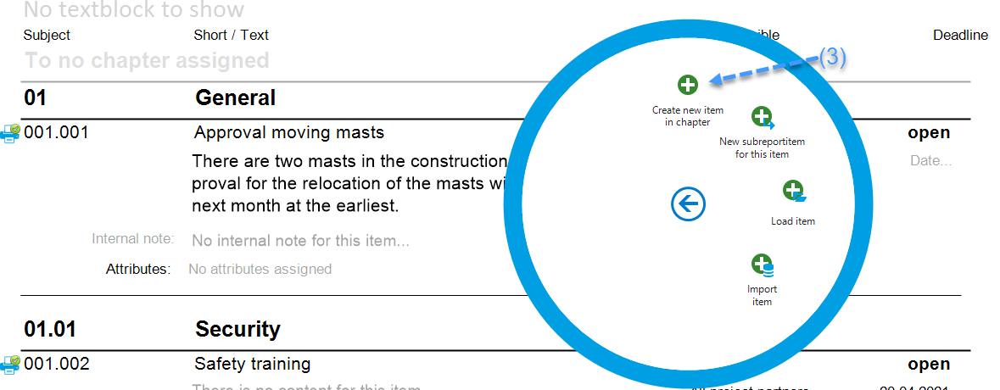 No textblock to show
Subject Short / Text ible Deadline
To no chapter assigned
(3)
01 General
Create new item
in chapter
001.001 Approval moving masts open
New subreportitem
for this item
There are two masts in the construction Date...
proval for the relocation of the masts wi
next month at the earliest.
Load item
Internal note: No internal note for this item...
Attributes: No attributes assigned
Import
item
01.01 Security
001.002 Safety training open
There is no content for this item
All project partners